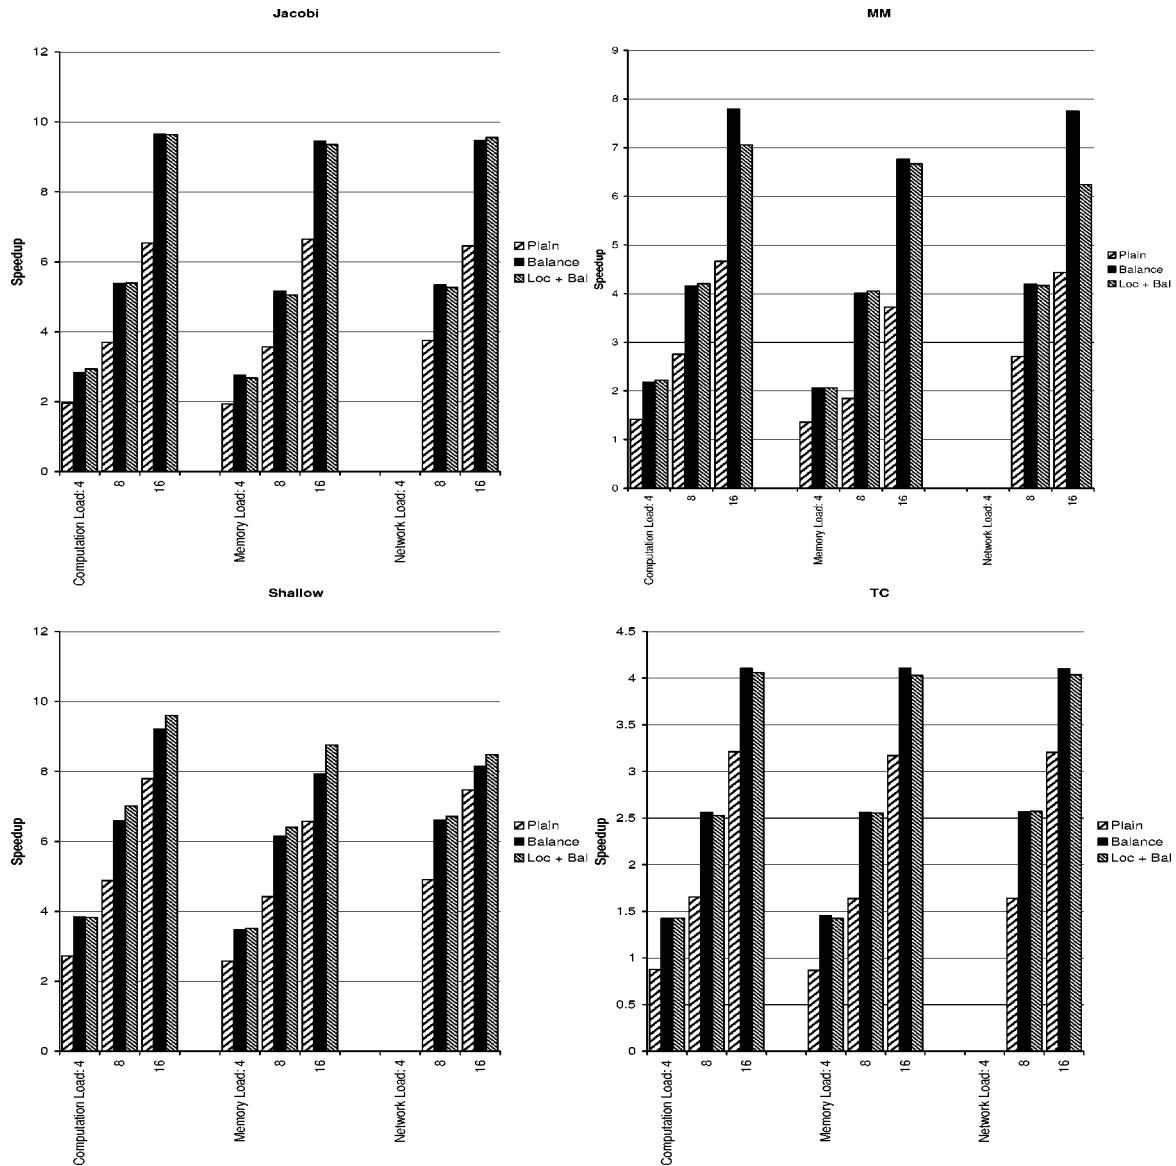 Jacobi
12
10
8
6
4
2
0
Speedup
Computation Load: 4
8
16
Memory Load: 4
8
16
Network Load: 4
8
16
Plain
Balance
Loc + Bal
MM
9
8
7
6
5
4
3
2
1
0
Speedup
Computation Load: 4
8
16
Memory Load: 4
8
16
Network Load: 4
8
16
Plain
Balance
Loc + Bal
Shallow
12
10
8
6
4
2
0
Speedup
Computation Load: 4
8
16
Memory Load: 4
8
16
Network Load: 4
8
16
Plain
Balance
Loc + Bal
TC
4.5
4
3.5
3
2.5
2
1.5
1
0.5
0
Speedup
Computation Load: 4
8
16
Memory Load: 4
8
16
Network Load: 4
8
16
Plain
Balance
Loc + Bal